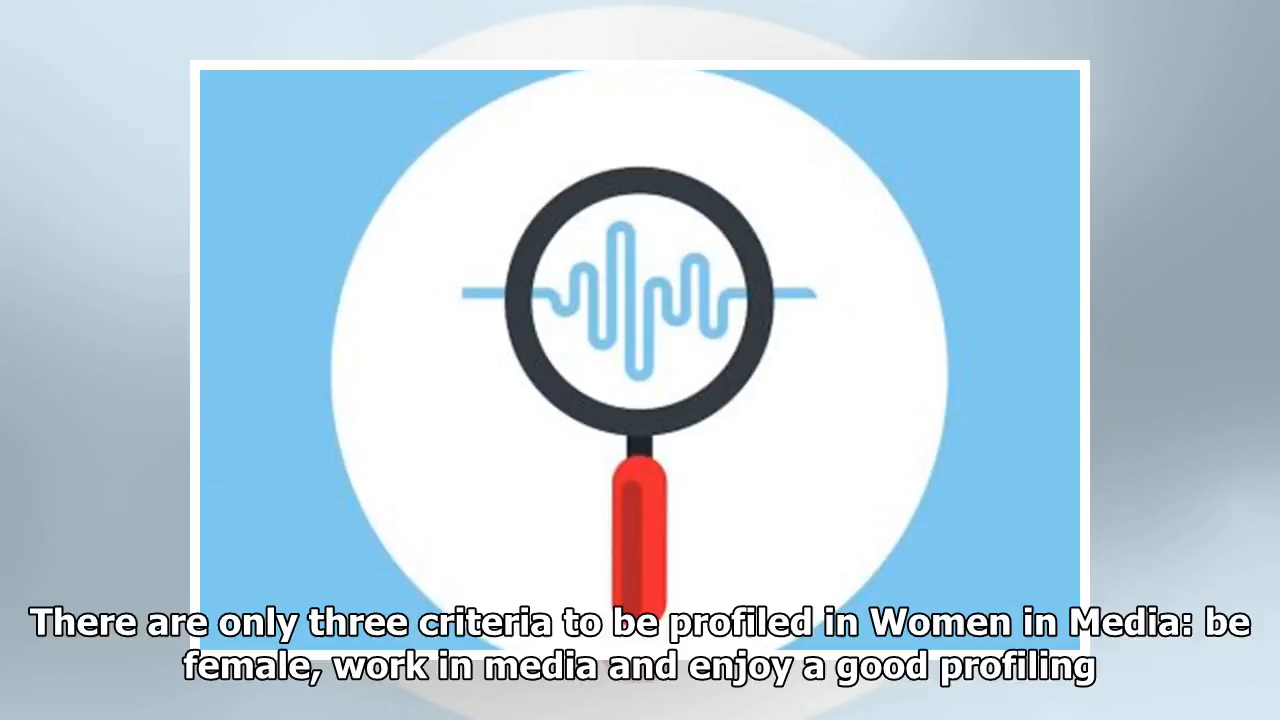 There are only three criteria to be profiled in Women in Media: be
female, work in media and enjoy a good profiling